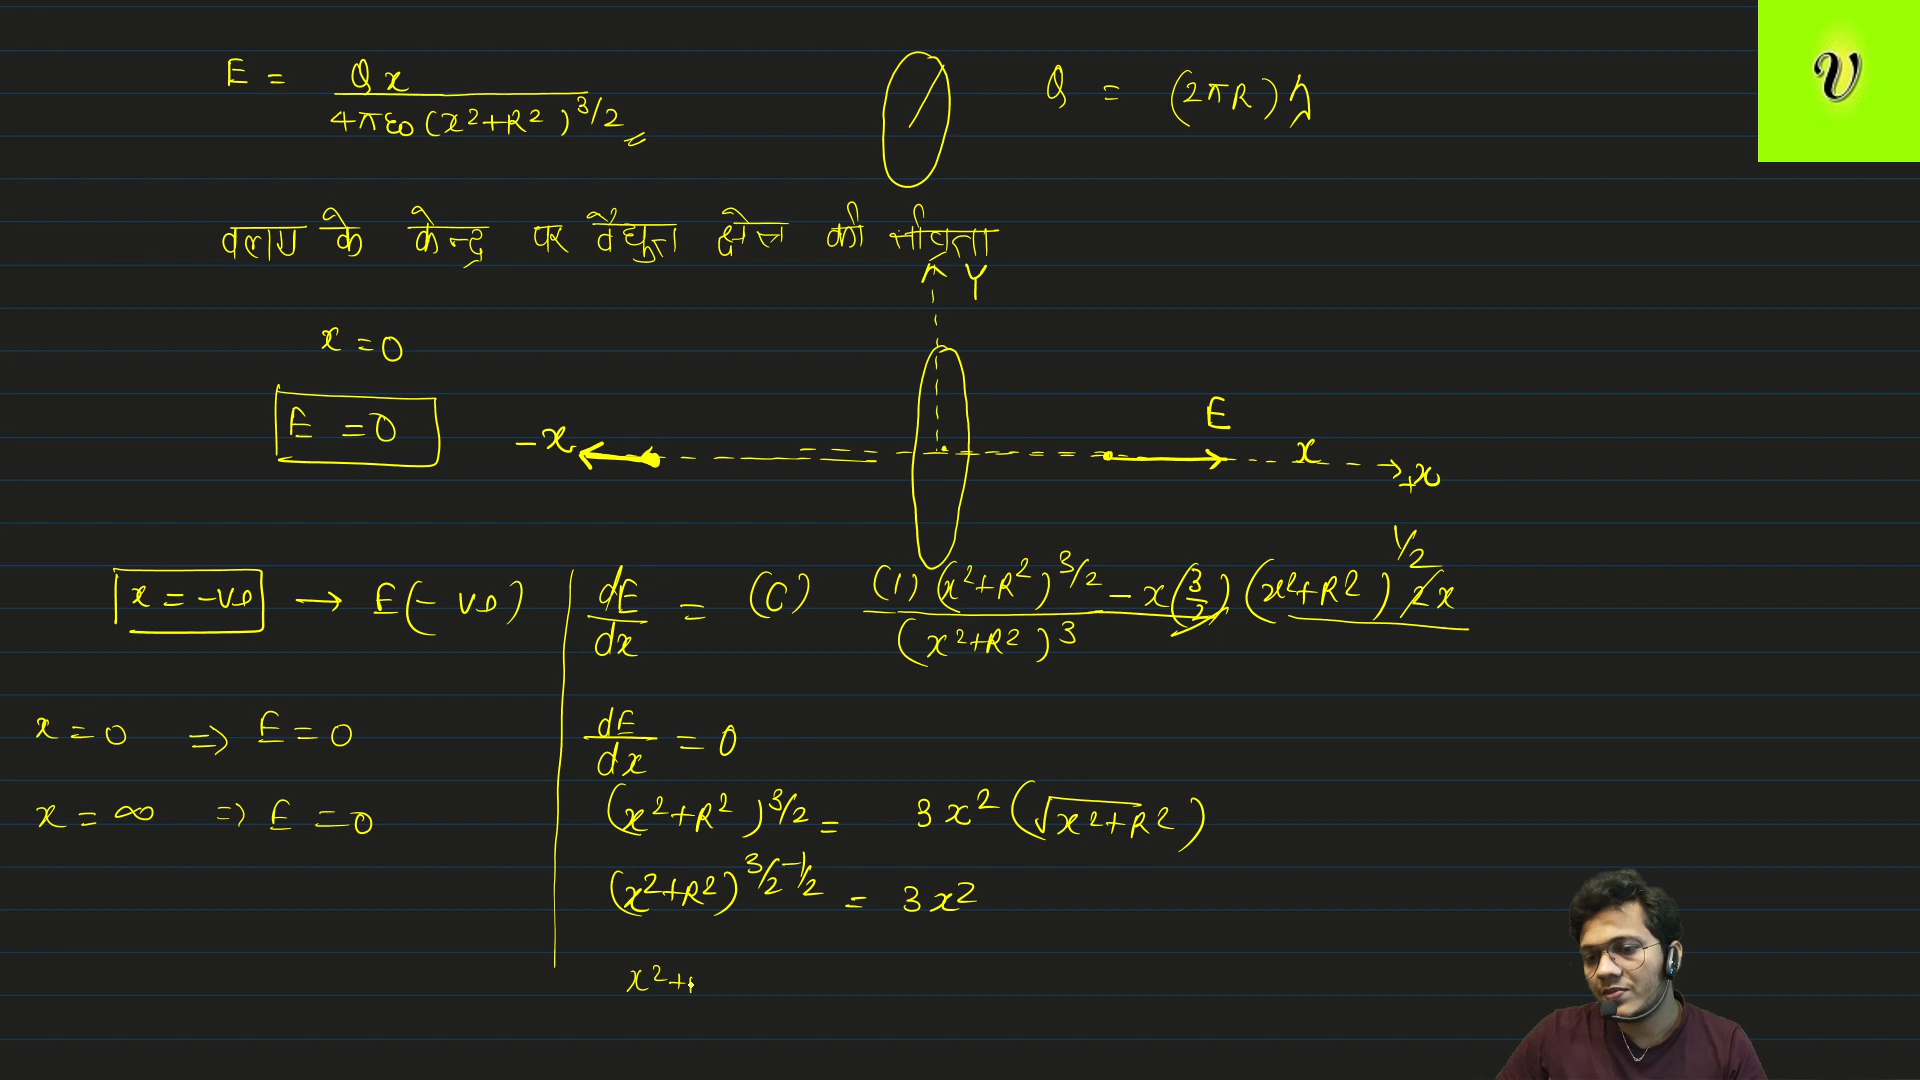 E = Qx / 4πε0 (x²+R²)^3/2
Q = (2πR) λ
वलय के केन्द्र पर वैधुत क्षेत्र की तीव्रता
Y
x = 0
E = 0
-x E x +x
x = -ve → E(-ve)
x = 0 ⇒ E = 0
x = ∞ ⇒ E = 0
dE/dx = (C) (1)(x²+R²)^3/2 - x(3/2)(x²+R²)^1/2 2x / (x²+R²)^3
dE/dx = 0
(x²+R²)^3/2 = 3x² (√x²+R²)
(x²+R²)^3/2-1/2 = 3x²
x²+
v